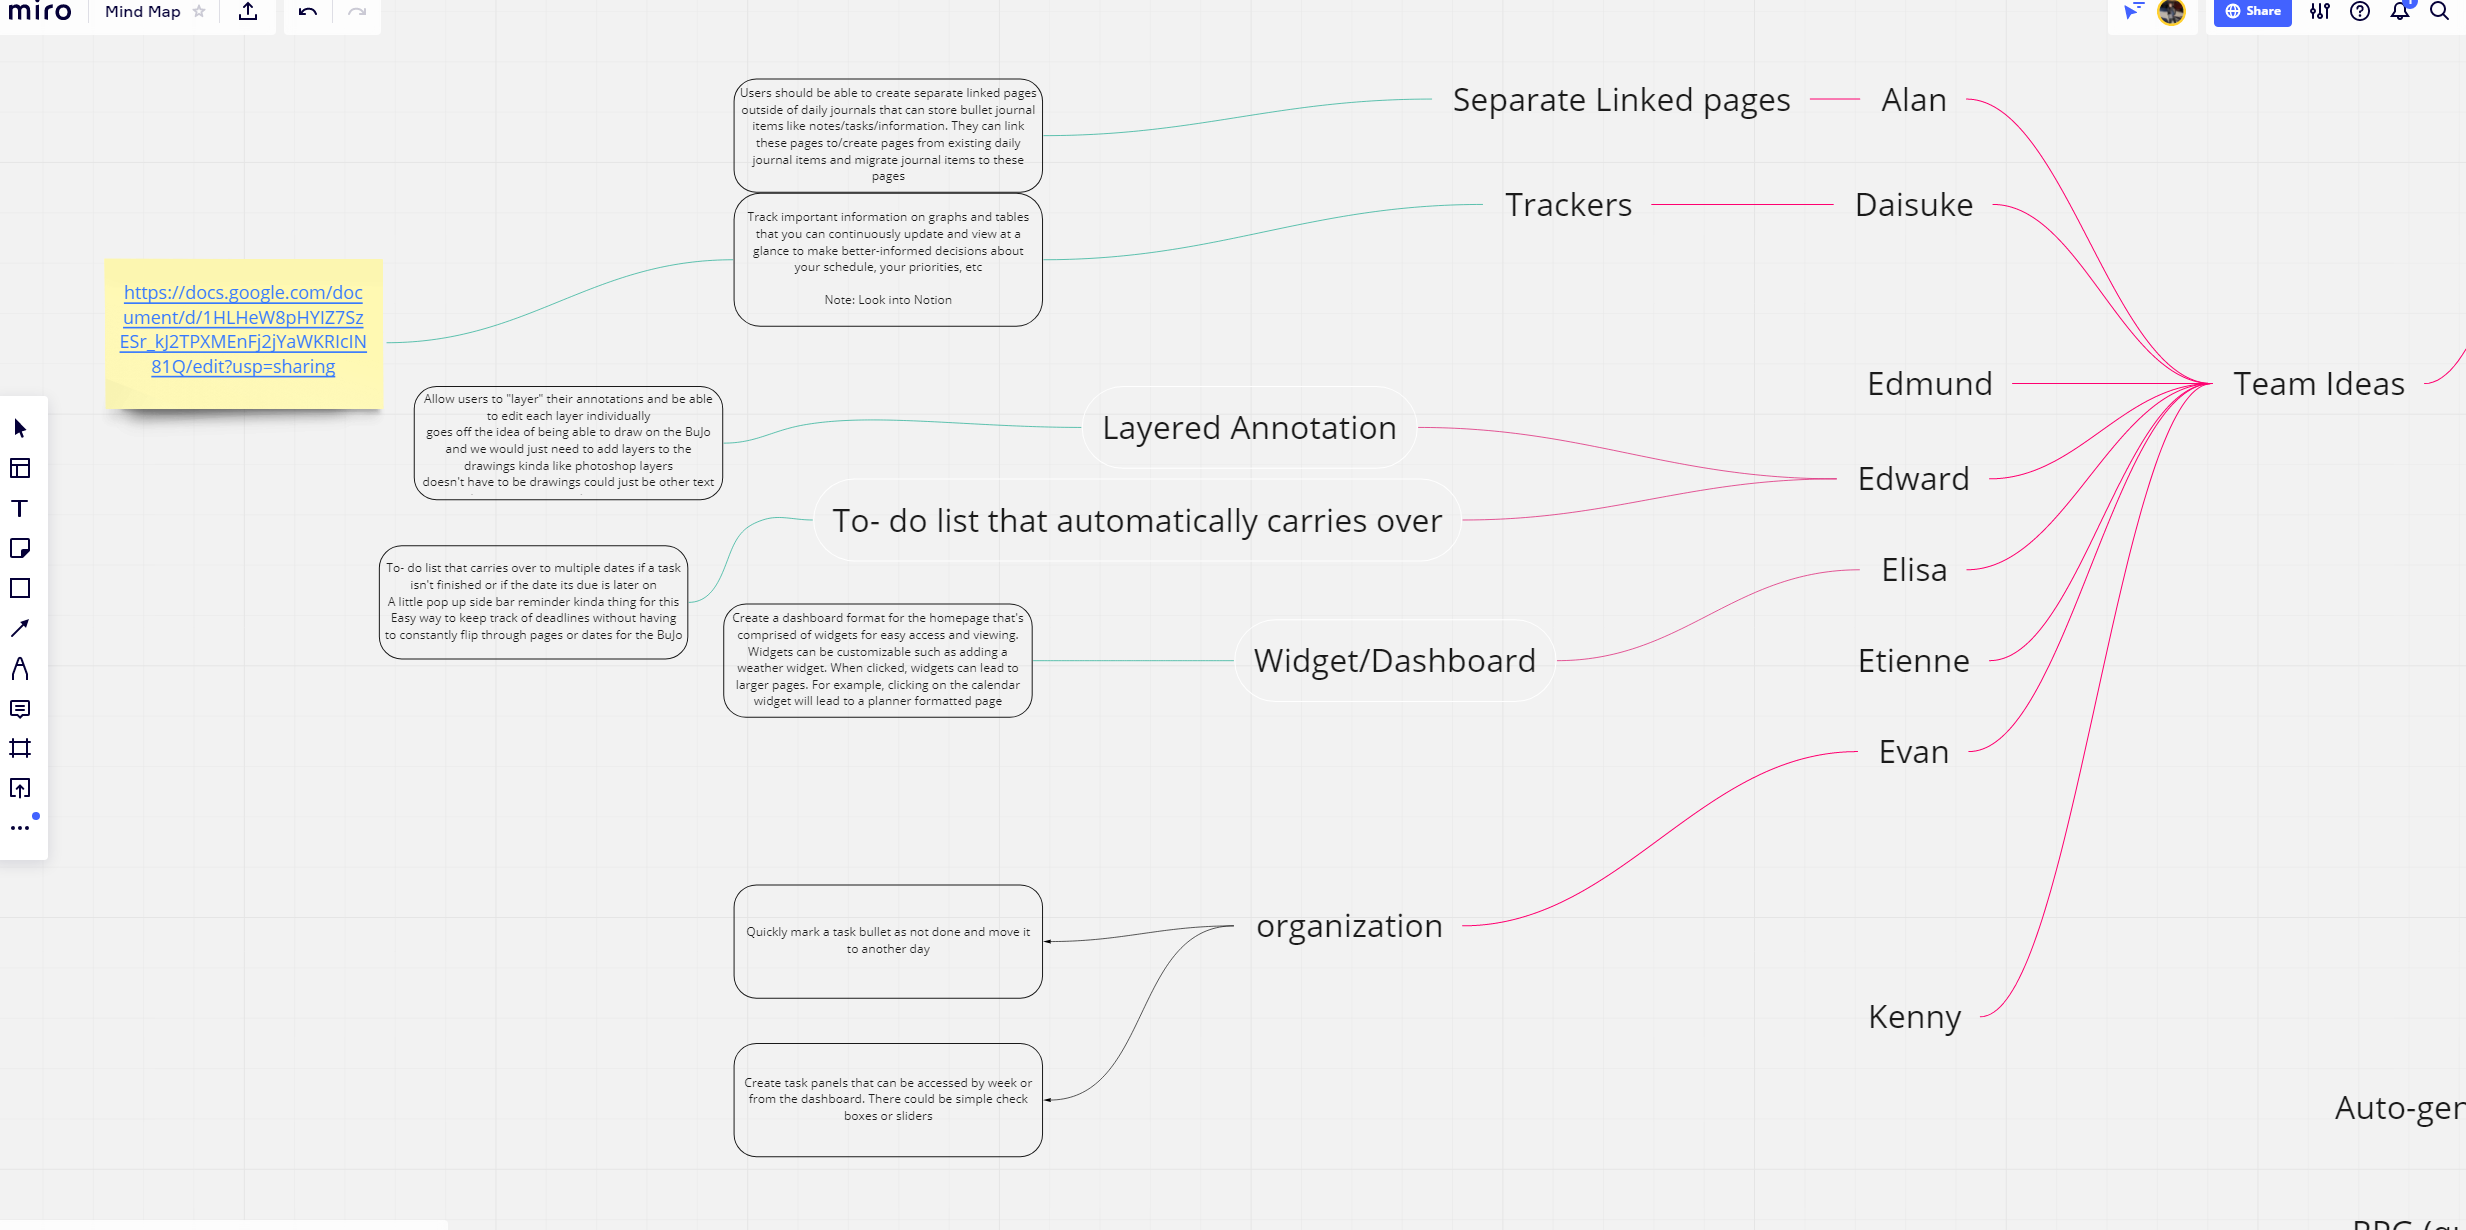 miro
Mind Map
Share
Users should be able to create separate linked pages
outside of daily journals that can store bullet journal
items like notes/tasks/information. They can link
these pages to/create pages from existing daily
journal items and migrate journal items to these
pages
Separate Linked pages
Alan
Track important information on graphs and tables
that you can continuously update and view at a
glance to make better-informed decisions about
your schedule, your priorities, etc
Note: Look into Notion
Trackers
Daisuke
https://docs.google.com/doc
ument/d/1HLHeW8pHYIZ7Sz
ESr_kJ2TPXMEnFj2jYaWKRIcIN
81Q/edit?usp=sharing
Edmund
Team Ideas
Allow users to "layer" their annotations and be able
to edit each layer individually
goes off the idea of being able to draw on the BuJo
and we would just need to add layers to the
drawings kinda like photoshop layers
doesn't have to be drawings could just be other text
Layered Annotation
Edward
To- do list that automatically carries over
To- do list that carries over to multiple dates if a task
isn't finished or if the date its due is later on
A little pop up side bar reminder kinda thing for this
Easy way to keep track of deadlines without having
to constantly flip through pages or dates for the BuJo
Elisa
Create a dashboard format for the homepage that's
comprised of widgets for easy access and viewing.
Widgets can be customizable such as adding a
weather widget. When clicked, widgets can lead to
larger pages. For example, clicking on the calendar
widget will lead to a planner formatted page
Widget/Dashboard
Etienne
Evan
Quickly mark a task bullet as not done and move it
to another day
organization
Kenny
Create task panels that can be accessed by week or
from the dashboard. There could be simple check
boxes or sliders
Auto-gen